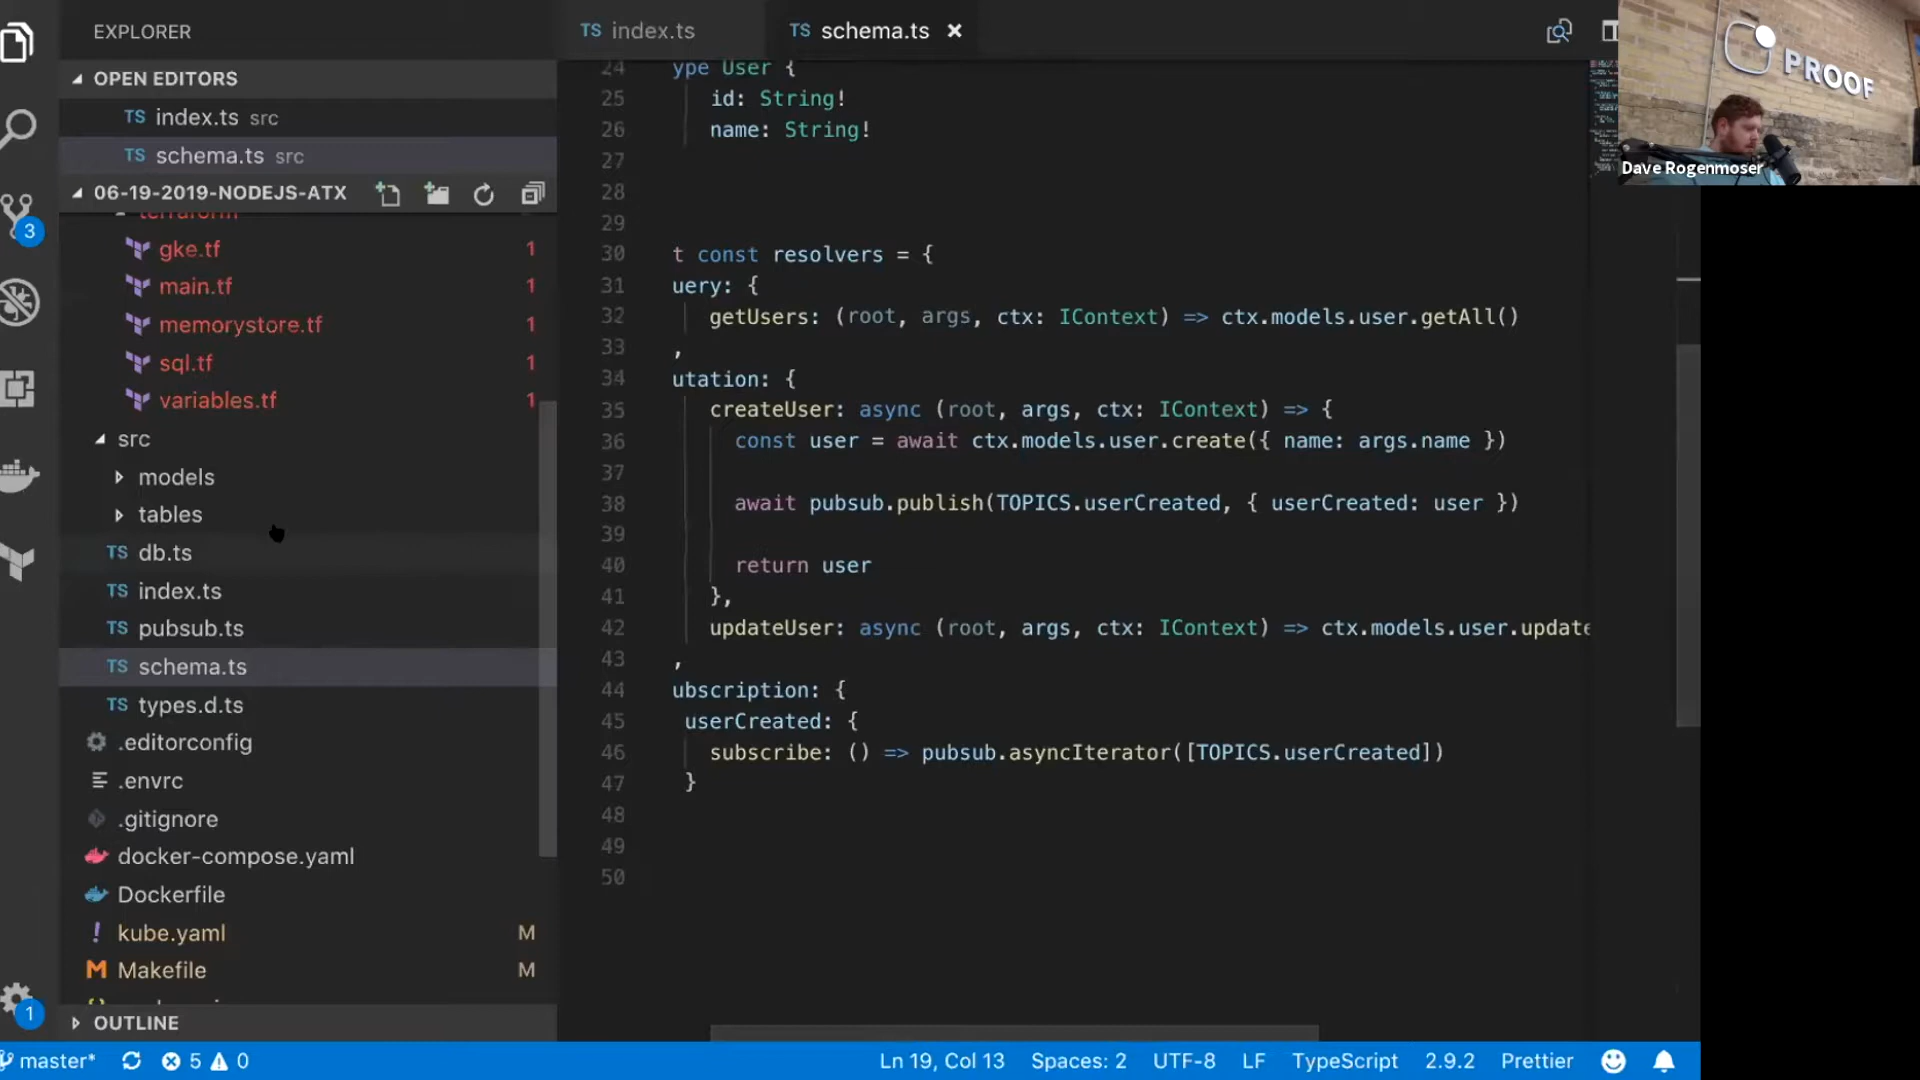 EXPLORER
OPEN EDITORS
TS index.ts src
TS schema.ts src
06-19-2019-NODEJS-ATX
terraform
gke.tf 1
main.tf 1
memorystore.tf 1
sql.tf 1
variables.tf 1
src
models
tables
TS db.ts
TS index.ts
TS pubsub.ts
TS schema.ts
TS types.d.ts
.editorconfig
.envrc
.gitignore
docker-compose.yaml
Dockerfile
! kube.yaml M
M Makefile M
OUTLINE
3
1
TS index.ts
TS schema.ts ×
24 ype User {
25 id: String!
26 name: String!
27
28
29
30 t const resolvers = {
31 uery: {
32 getUsers: (root, args, ctx: IContext) => ctx.models.user.getAll()
33 ,
34 utation: {
35 createUser: async (root, args, ctx: IContext) => {
36 const user = await ctx.models.user.create({ name: args.name })
37
38 await pubsub.publish(TOPICS.userCreated, { userCreated: user })
39
40 return user
41 },
42 updateUser: async (root, args, ctx: IContext) => ctx.models.user.update
43 ,
44 ubscription: {
45 userCreated: {
46 subscribe: () => pubsub.asyncIterator([TOPICS.userCreated])
47 }
48
49
50
PROOF
Dave Rogenmoser
master* 5 0 Ln 19, Col 13 Spaces: 2 UTF-8 LF TypeScript 2.9.2 Prettier